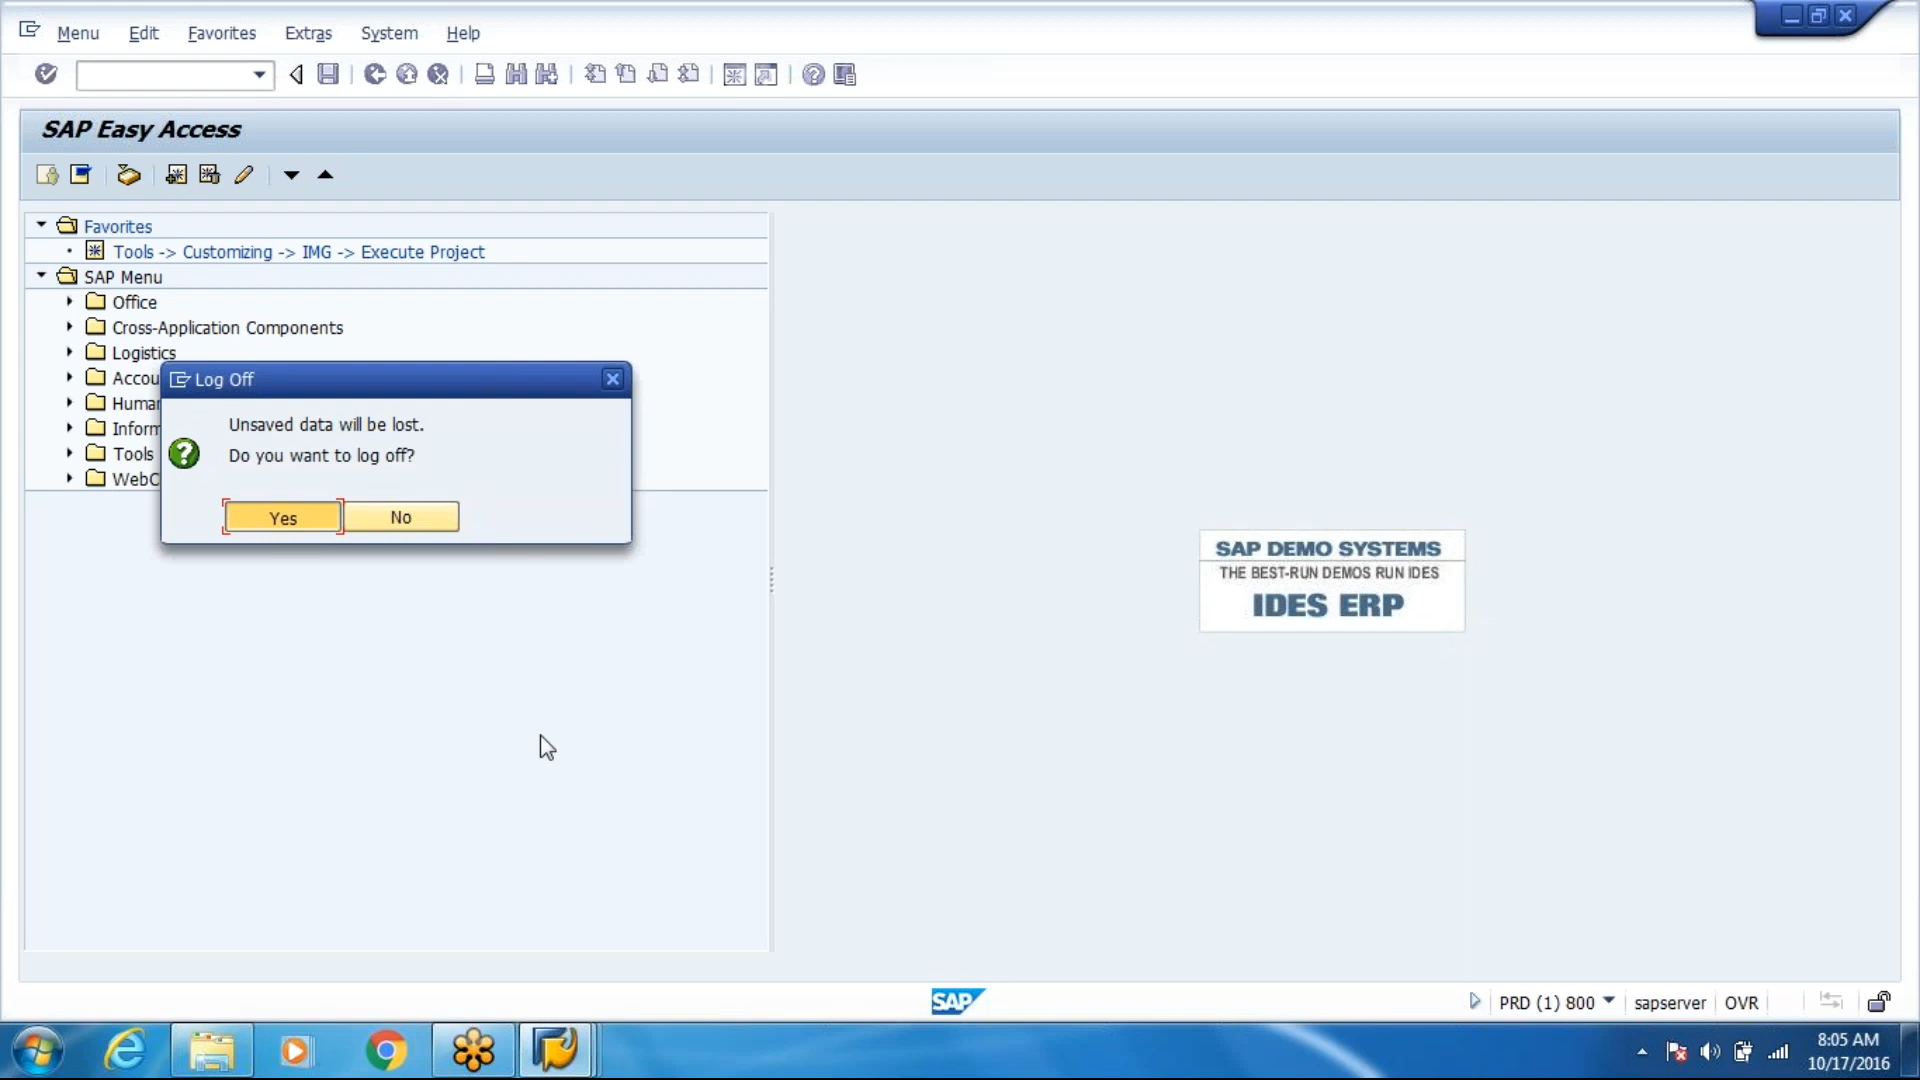 Menu Edit Favorites Extras System Help
SAP Easy Access
Favorites
Tools -> Customizing -> IMG -> Execute Project
SAP Menu
Office
Cross-Application Components
Logistics
Accou
Human
Inform
Tools
WebC
Log Off
Unsaved data will be lost.
Do you want to log off?
Yes No
SAP DEMO SYSTEMS
THE BEST-RUN DEMOS RUN IDES
IDES ERP
SAP
PRD (1) 800 sapserver OVR
8:05 AM
10/17/2016